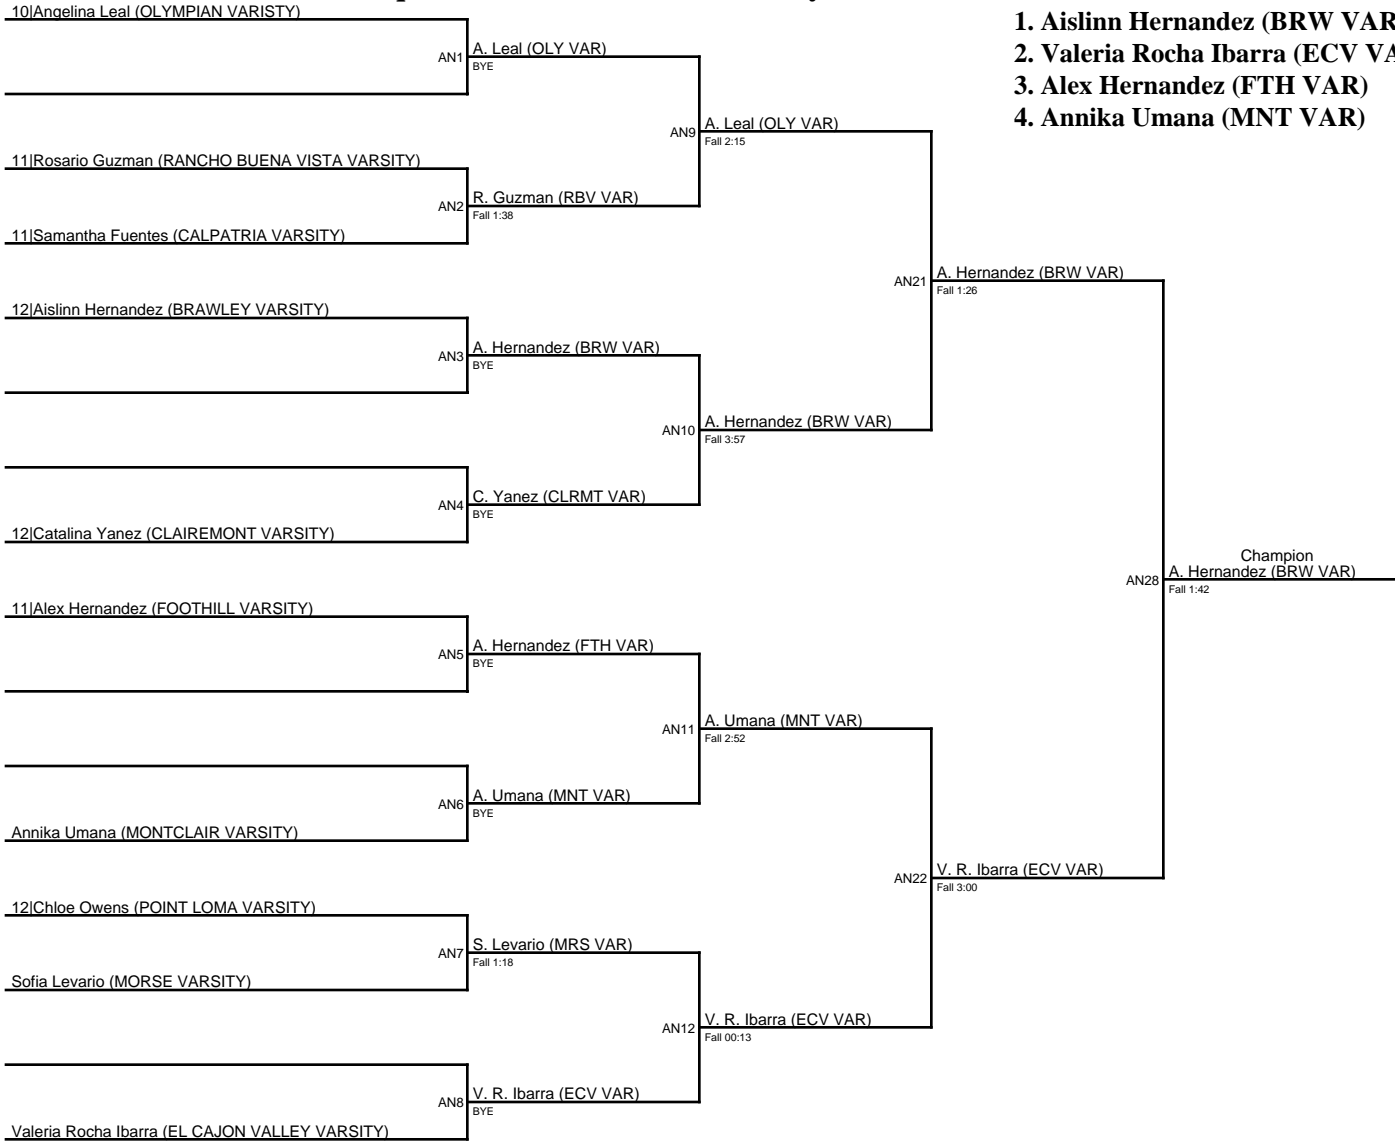 10|Angelina Leal (OLYMPIAN VARISTY)
AN1
A. Leal (OLY VAR)
BYE
AN9
A. Leal (OLY VAR)
Fall 2:15
11|Rosario Guzman (RANCHO BUENA VISTA VARSITY)
AN2
R. Guzman (RBV VAR)
Fall 1:38
11|Samantha Fuentes (CALPATRIA VARSITY)
AN21
A. Hernandez (BRW VAR)
Fall 1:26
12|Aislinn Hernandez (BRAWLEY VARSITY)
AN3
A. Hernandez (BRW VAR)
BYE
AN10
A. Hernandez (BRW VAR)
Fall 3:57
AN4
C. Yanez (CLRMT VAR)
BYE
12|Catalina Yanez (CLAIREMONT VARSITY)
AN28
Champion
A. Hernandez (BRW VAR)
Fall 1:42
11|Alex Hernandez (FOOTHILL VARSITY)
AN5
A. Hernandez (FTH VAR)
BYE
AN11
A. Umana (MNT VAR)
Fall 2:52
AN6
A. Umana (MNT VAR)
BYE
Annika Umana (MONTCLAIR VARSITY)
AN22
V. R. Ibarra (ECV VAR)
Fall 3:00
12|Chloe Owens (POINT LOMA VARSITY)
AN7
S. Levario (MRS VAR)
Fall 1:18
Sofia Levario (MORSE VARSITY)
AN12
V. R. Ibarra (ECV VAR)
Fall 00:13
AN8
V. R. Ibarra (ECV VAR)
BYE
Valeria Rocha Ibarra (EL CAJON VALLEY VARSITY)
1. Aislinn Hernandez (BRW VAR
2. Valeria Rocha Ibarra (ECV VA
3. Alex Hernandez (FTH VAR)
4. Annika Umana (MNT VAR)